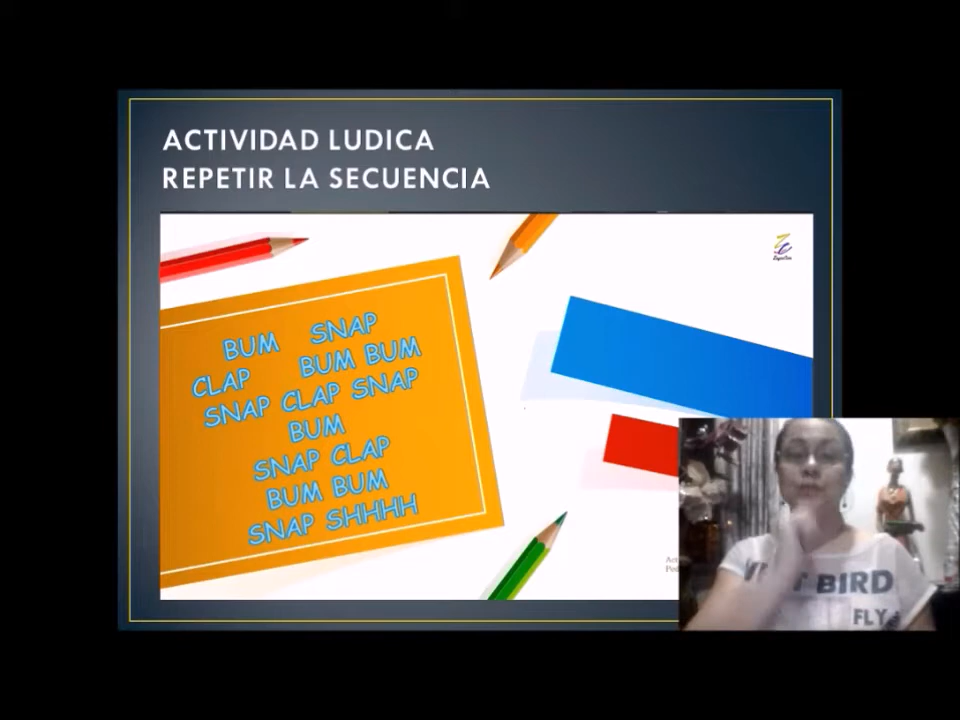 ACTIVIDAD LUDICA
REPETIR LA SECUENCIA
BUM SNAP
CLAP BUM BUM
SNAP CLAP SNAP
BUM
SNAP CLAP
BUM BUM
SNAP SHHHH
BIRD
FLY